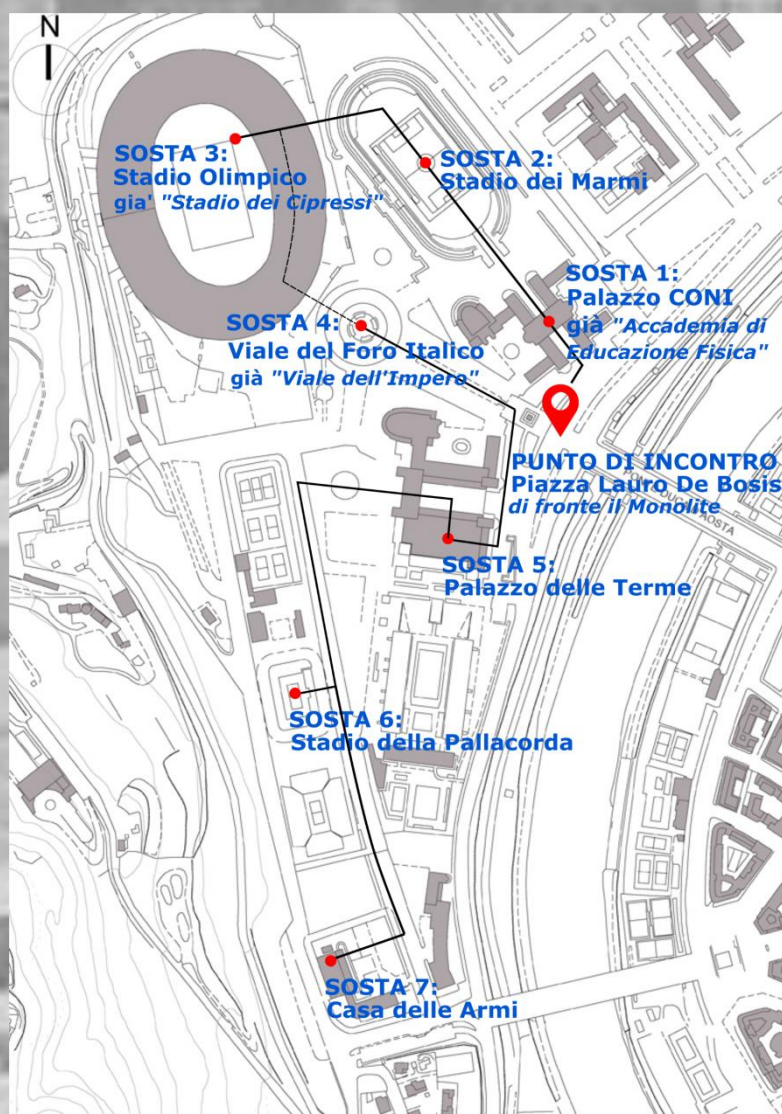 N
SOSTA 3:
Stadio Olimpico
gia' "Stadio dei Cipressi"
SOSTA 2:
Stadio dei Marmi
SOSTA 1:
Palazzo CONI
già "Accademia di
Educazione Fisica"
SOSTA 4:
Viale del Foro Italico
già "Viale dell'Impero"
PUNTO DI INCONTRO
Piazza Lauro De Bosis
di fronte il Monolite
SOSTA 5:
Palazzo delle Terme
SOSTA 6:
Stadio della Pallacorda
SOSTA 7:
Casa delle Armi